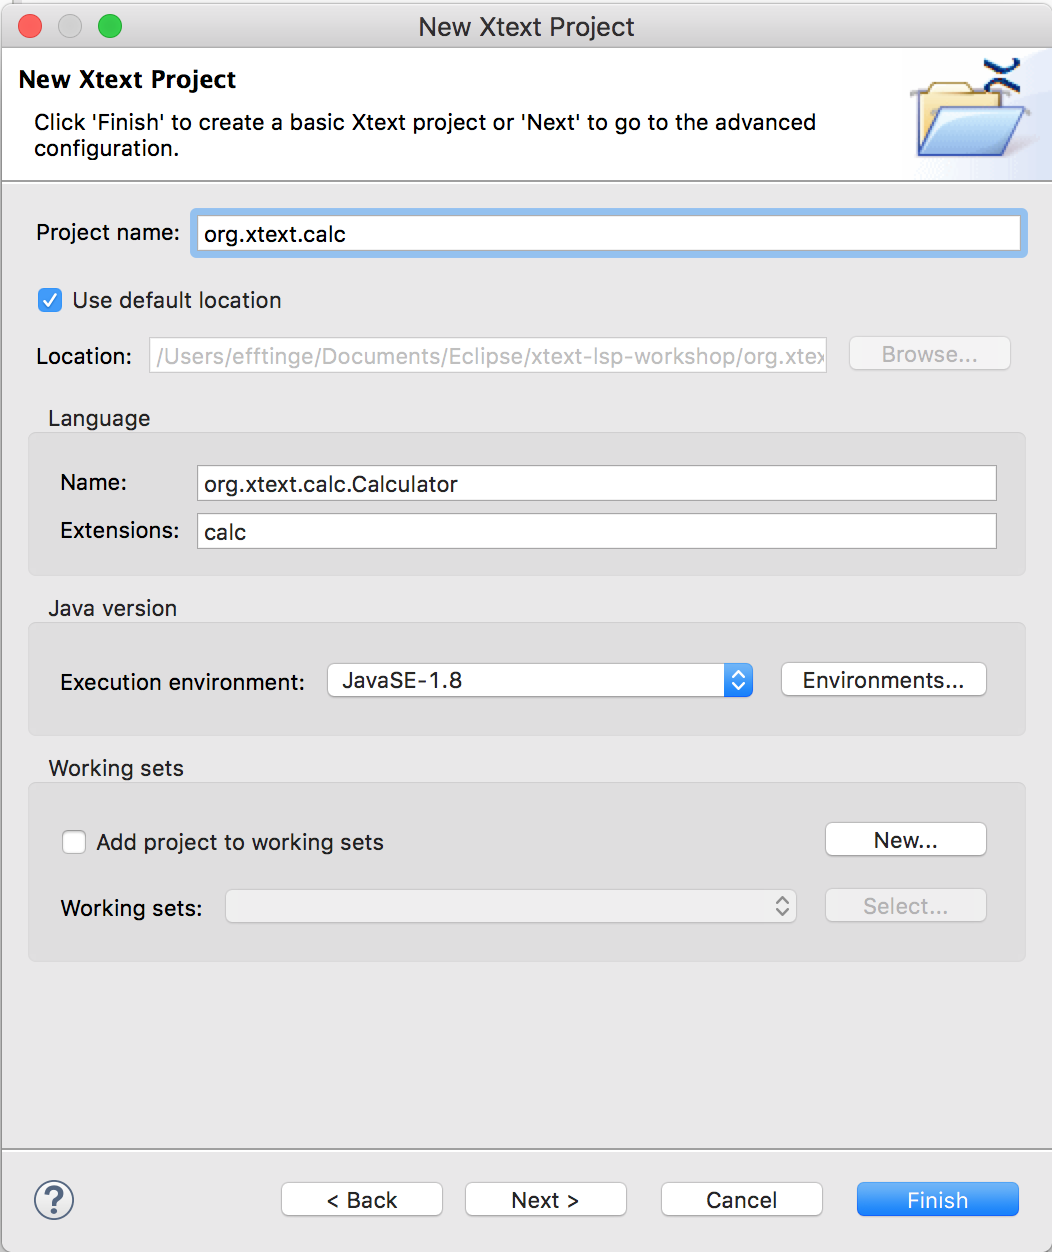 New Xtext Project
New Xtext Project
Click 'Finish' to create a basic Xtext project or 'Next' to go to the advanced
configuration.
Project name: org.xtext.calc
Use default location
Location: /Users/efftinge/Documents/Eclipse/xtext-lsp-workshop/org.xtex Browse...
Language
Name: org.xtext.calc.Calculator
Extensions: calc
Java version
Execution environment: JavaSE-1.8 Environments...
Working sets
Add project to working sets New...
Working sets: Select...
? < Back Next > Cancel Finish